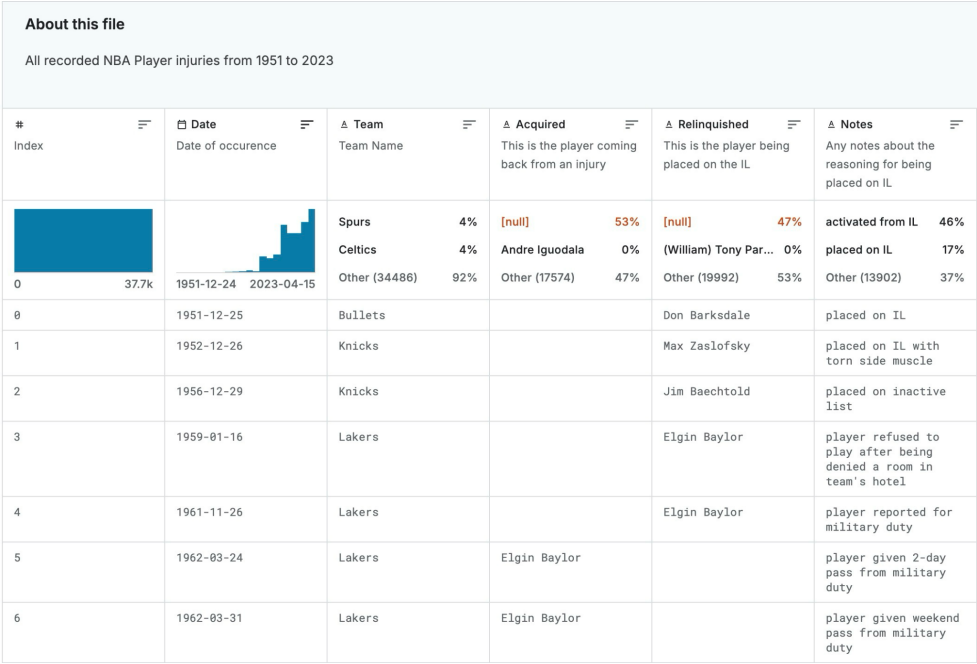 About this file
All recorded NBA Player injuries from 1951 to 2023
#
Index
Date
Date of occurence
Team
Team Name
Acquired
This is the player coming
back from an injury
Relinquished
This is the player being
placed on the IL
Notes
Any notes about the
reasoning for being
placed on IL
0 37.7k
1951-12-24 2023-04-15
Spurs 4%
Celtics 4%
Other (34486) 92%
[null] 53%
Andre Iguodala 0%
Other (17574) 47%
[null] 47%
(William) Tony Par... 0%
Other (19992) 53%
activated from IL 46%
placed on IL 17%
Other (13902) 37%
0 1951-12-25 Bullets Don Barksdale placed on IL
1 1952-12-26 Knicks Max Zaslofsky placed on IL with
torn side muscle
2 1956-12-29 Knicks Jim Baechtold placed on inactive
list
3 1959-01-16 Lakers Elgin Baylor player refused to
play after being
denied a room in
team's hotel
4 1961-11-26 Lakers Elgin Baylor player reported for
military duty
5 1962-03-24 Lakers Elgin Baylor player given 2-day
pass from military
duty
6 1962-03-31 Lakers Elgin Baylor player given weekend
pass from military
duty